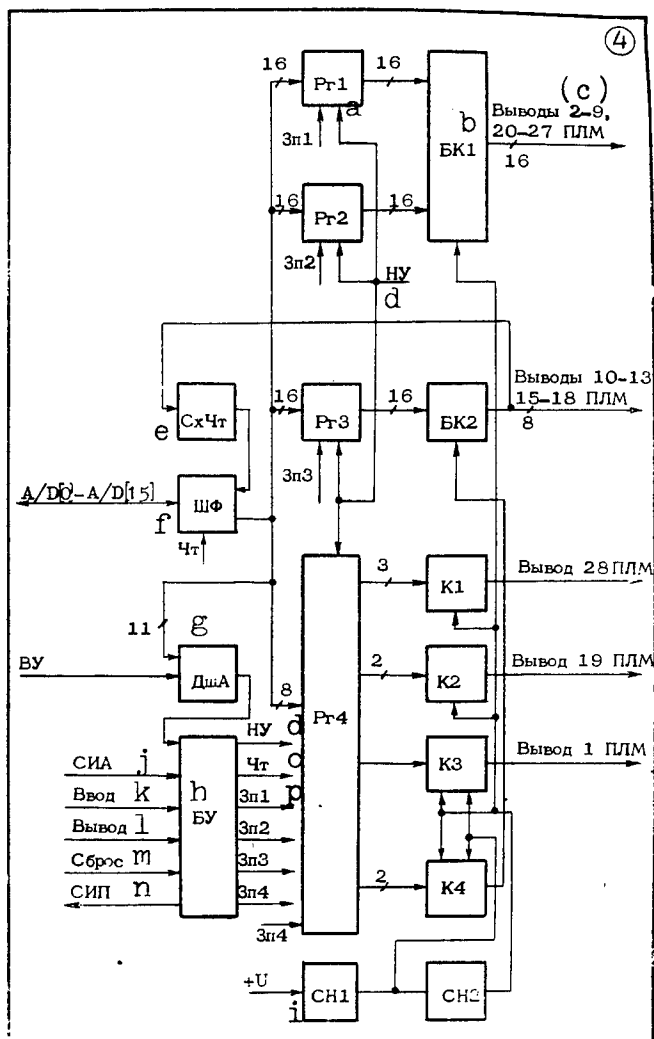 ④
16 Рг1 16
a
Зп1
b
БК1
(c)
Выводы 2-9,
20-27 ПЛМ
16
16 Рг2 16
Зп2
НУ
d
16 Рг3 16
Зп3
БК2
Выводы 10-13
15-18 ПЛМ
8
СхЧт
e
A/D[0]-A/D[15]
ШФ
f
Чт
11
g
ВУ
ДшА
8
Рг4
3
К1
Вывод 28 ПЛМ
2
К2
Вывод 19 ПЛМ
К3
Вывод 1 ПЛМ
2
К4
СИА j
Ввод k
Вывод l
Сброс m
СИП n
h
БУ
НУ d
Чт o
Зп1 p
Зп2
Зп3
Зп4
Зп4
+U
i
СН1
СН2